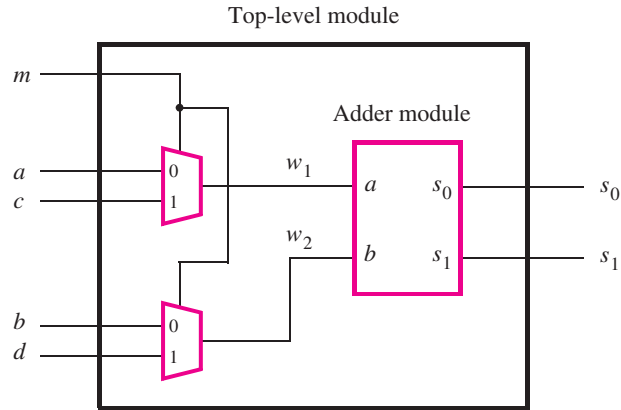 Top-level module
m
Adder module
a
0
w1
a
s0
s0
c
1
w2
b
s1
s1
b
0
d
1